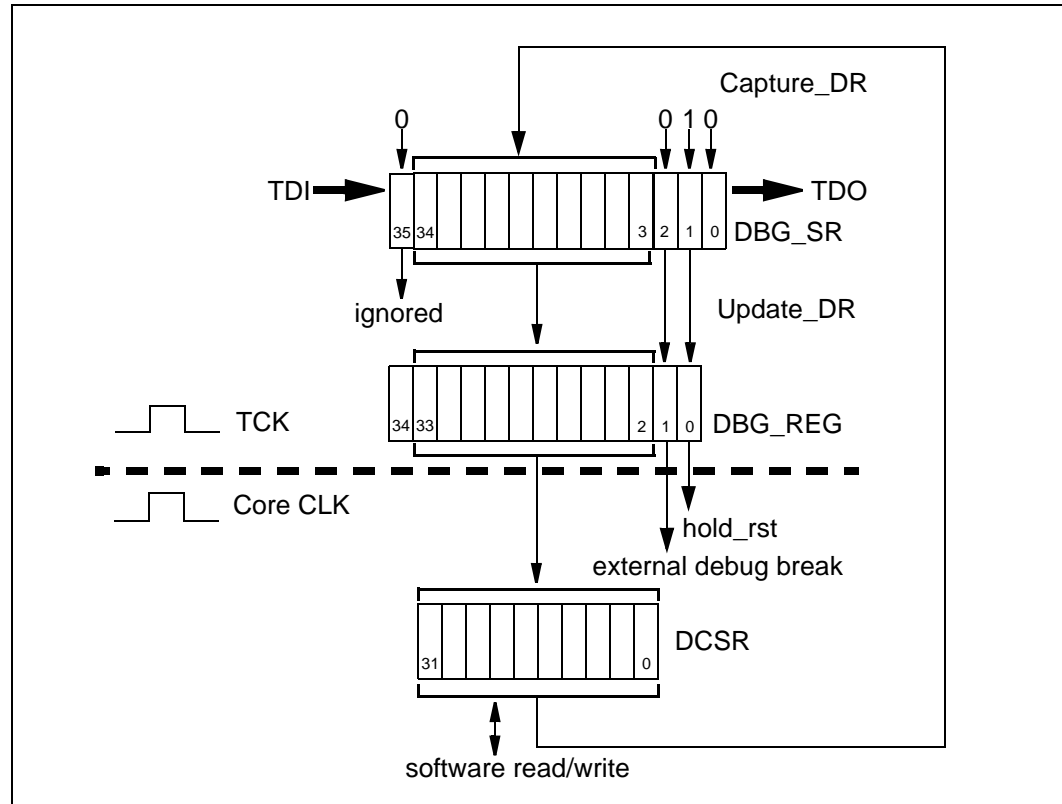 Capture_DR
0 0 1 0
TDI TDO
35 34 3 2 1 0 DBG_SR
ignored Update_DR
34 33 2 1 0 DBG_REG
TCK
Core CLK
hold_rst
external debug break
31 0 DCSR
software read/write